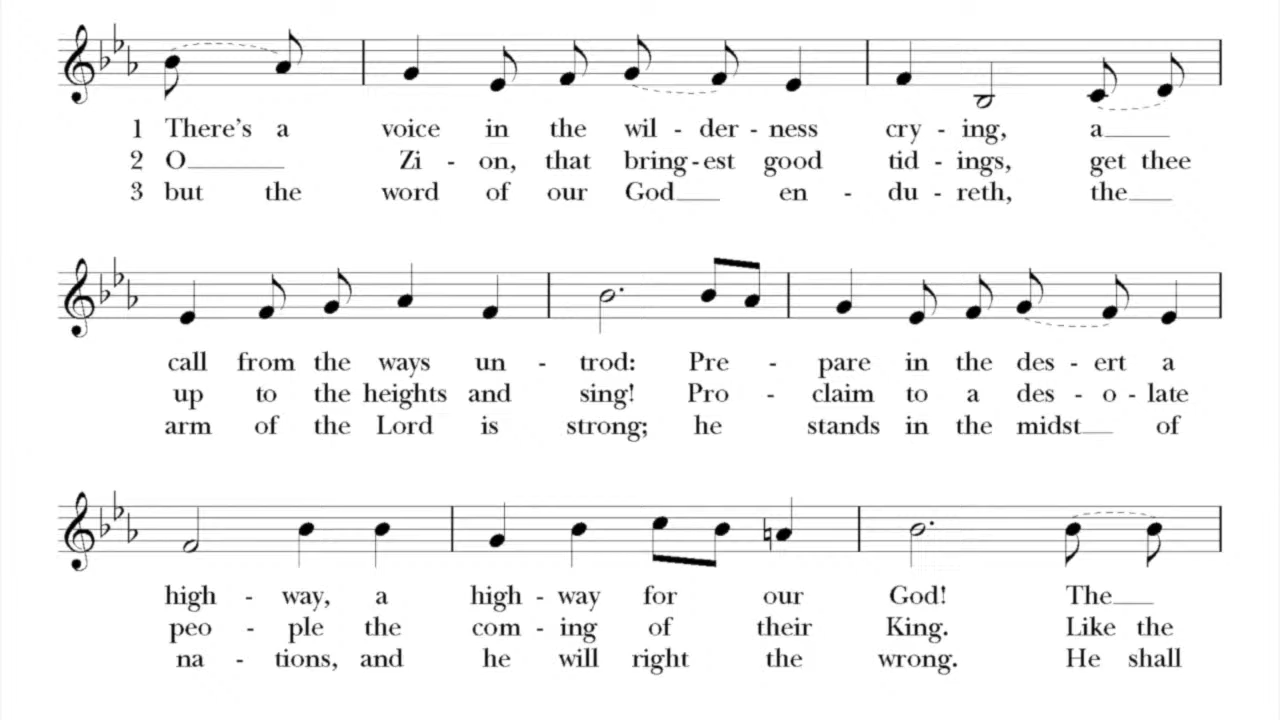 1 There's a voice in the wil - der - ness cry - ing, a
2 O Zi - on, that bring - est good tid - ings, get thee
3 but the word of our God en - du - reth, the
call from the ways un - trod: Pre - pare in the des - ert a
up to the heights and sing! Pro - claim to a des - o - late
arm of the Lord is strong; he stands in the midst of
high - way, a high - way for our God! The
peo - ple the com - ing of their King. Like the
na - tions, and he will right the wrong. He shall